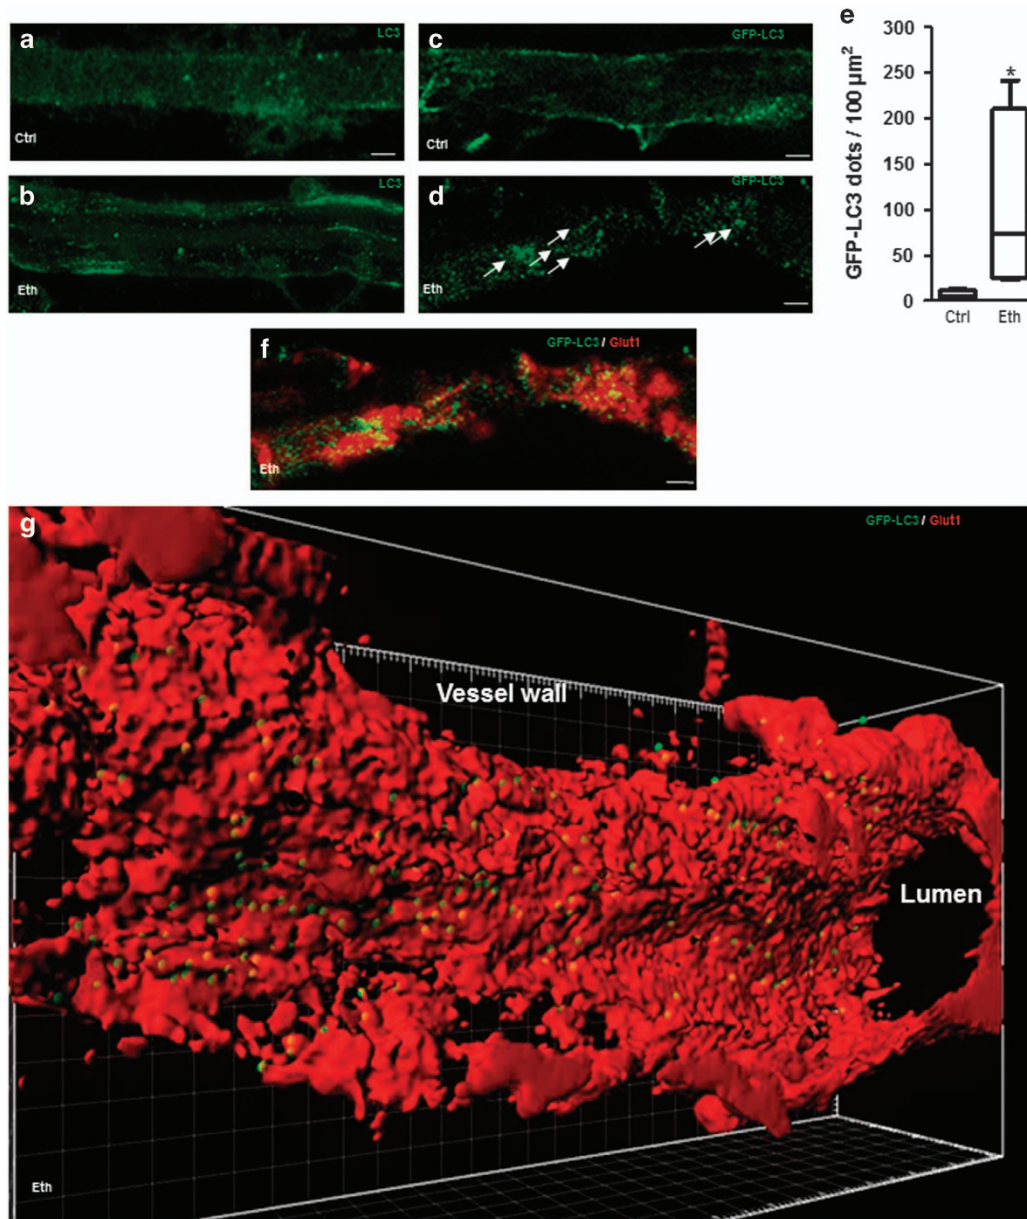 a
LC3
Ctrl
c
GFP-LC3
Ctrl
b
LC3
Eth
d
GFP-LC3
Eth
e
GFP-LC3 dots / 100 µm²
300
250
200
150
100
50
0
*
Ctrl
Eth
f
GFP-LC3 / Glut1
Eth
g
GFP-LC3 / Glut1
Vessel wall
Lumen
Eth